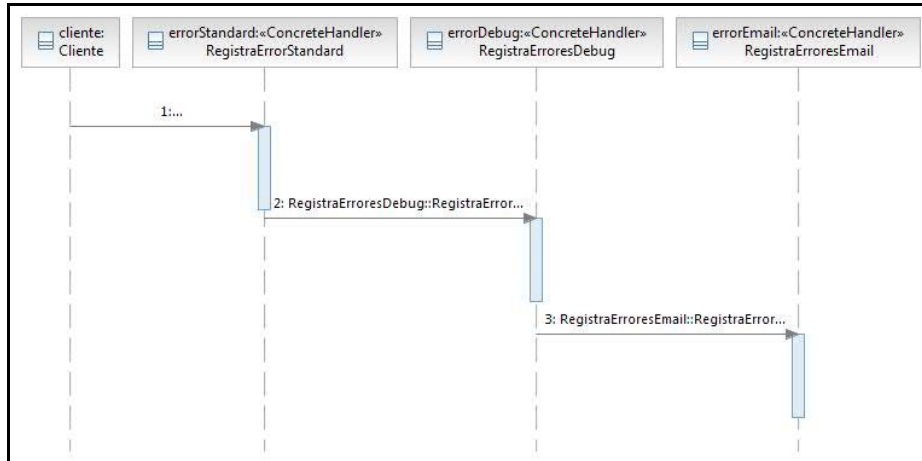 cliente:
Cliente
errorStandard:«ConcreteHandler»
RegistraErrorStandard
errorDebug:«ConcreteHandler»
RegistraErroresDebug
errorEmail:«ConcreteHandler»
RegistraErroresEmail
1:...
2: RegistraErroresDebug::RegistraError...
3: RegistraErroresEmail::RegistraError...